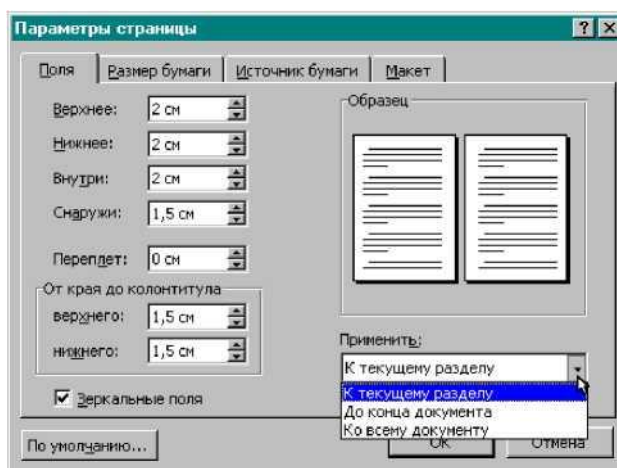 Параметры страницы
Поля Размер бумаги Источник бумаги Макет
Верхнее: 2 см
Нижнее: 2 см
Внутри: 2 см
Снаружи: 1,5 см
Переплет: 0 см
От края до колонтитула
верхнего: 1,5 см
нижнего: 1,5 см
Зеркальные поля
Образец
Применить:
К текущему разделу
К текущему разделу
До конца документа
Ко всему документу
По умолчанию...
ОК
Отмена